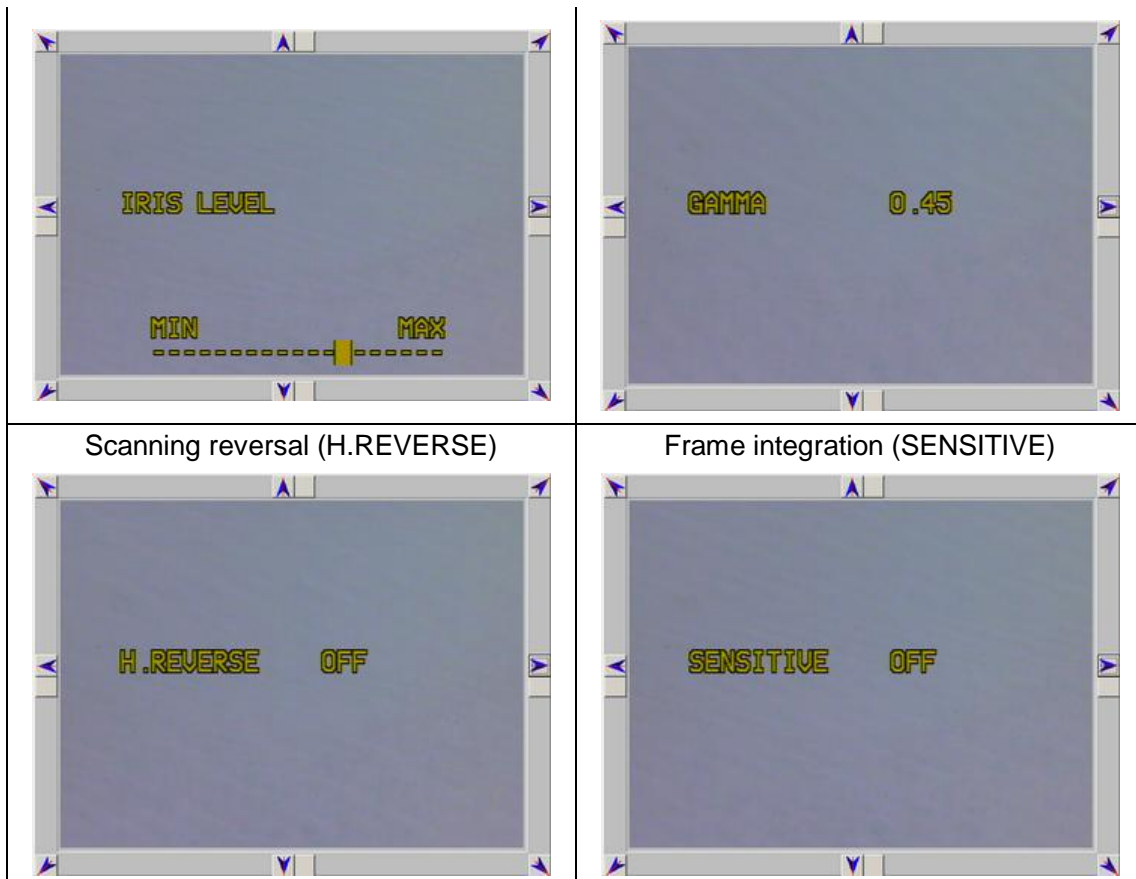 IRIS LEVEL
MIN MAX
GAMMA 0.45
Scanning reversal (H.REVERSE)
Frame integration (SENSITIVE)
H.REVERSE OFF
SENSITIVE OFF